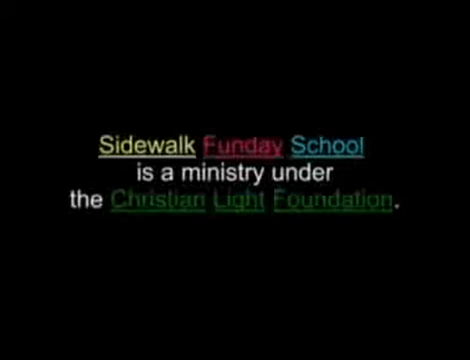 Sidewalk Funday School
is a ministry under
the Christian Light Foundation.